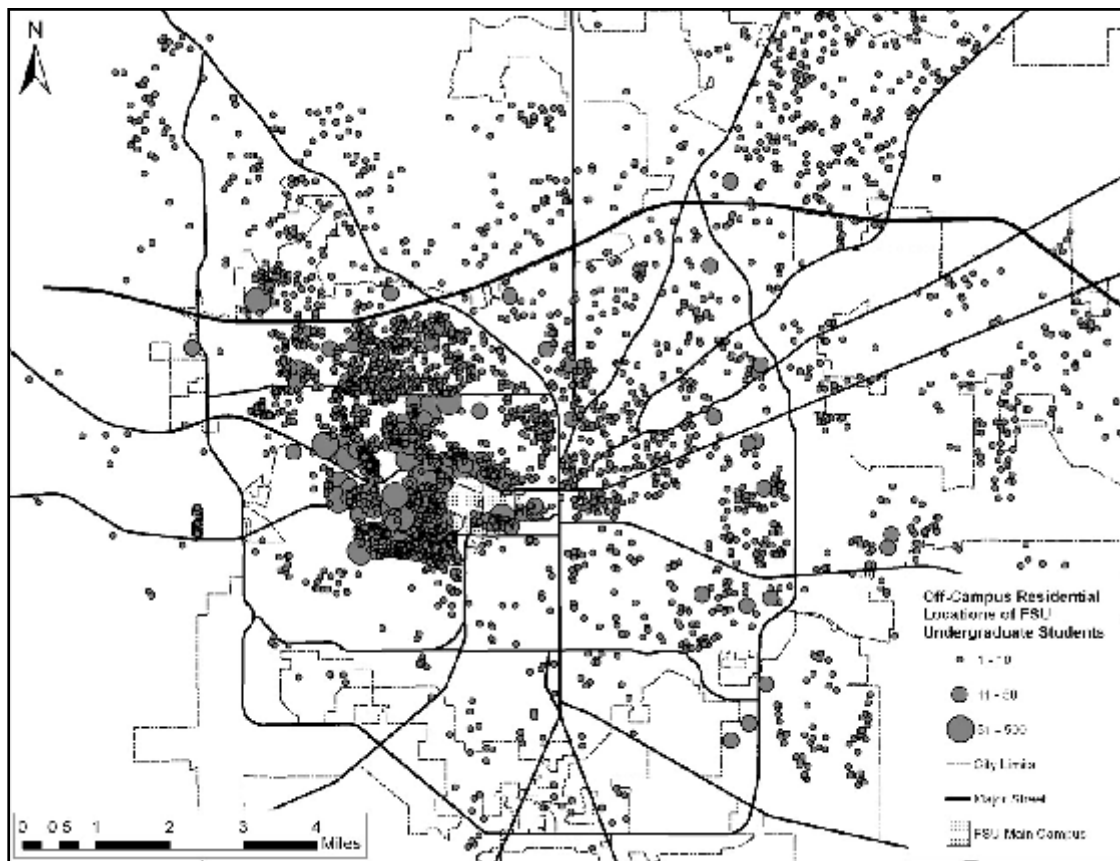 N
Off-Campus Residential
Locations of FSU
Undergraduate Students
1 - 10
11 - 50
51 - 500
City Limits
Major Street
FSU Main Campus
0 0.5 1 2 3 4
Miles